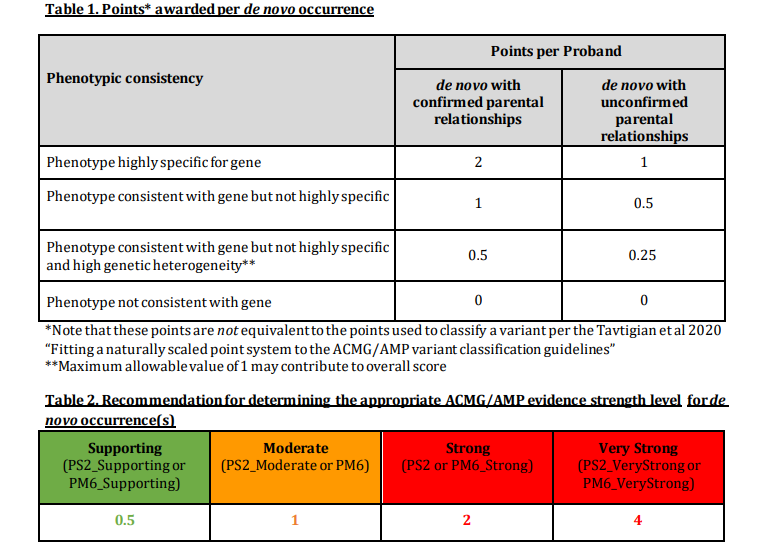 Table 1. Points* awarded per de novo occurrence
Phenotypic consistency
Points per Proband
de novo with
confirmed parental
relationships
de novo with
unconfirmed
parental
relationships
Phenotype highly specific for gene
2
1
Phenotype consistent with gene but not highly specific
1
0.5
Phenotype consistent with gene but not highly specific
and high genetic heterogeneity**
0.5
0.25
Phenotype not consistent with gene
0
0
*Note that these points are not equivalent to the points used to classify a variant per the Tavtigian et al 2020
“Fitting a naturally scaled point system to the ACMG/AMP variant classification guidelines”
**Maximum allowable value of 1 may contribute to overall score
Table 2. Recommendation for determining the appropriate ACMG/AMP evidence strength level for de
novo occurrence(s)
Supporting
(PS2_Supporting or
PM6_Supporting)
Moderate
(PS2_Moderate or PM6)
Strong
(PS2 or PM6_Strong)
Very Strong
(PS2_VeryStrong or
PM6_VeryStrong)
0.5
1
2
4